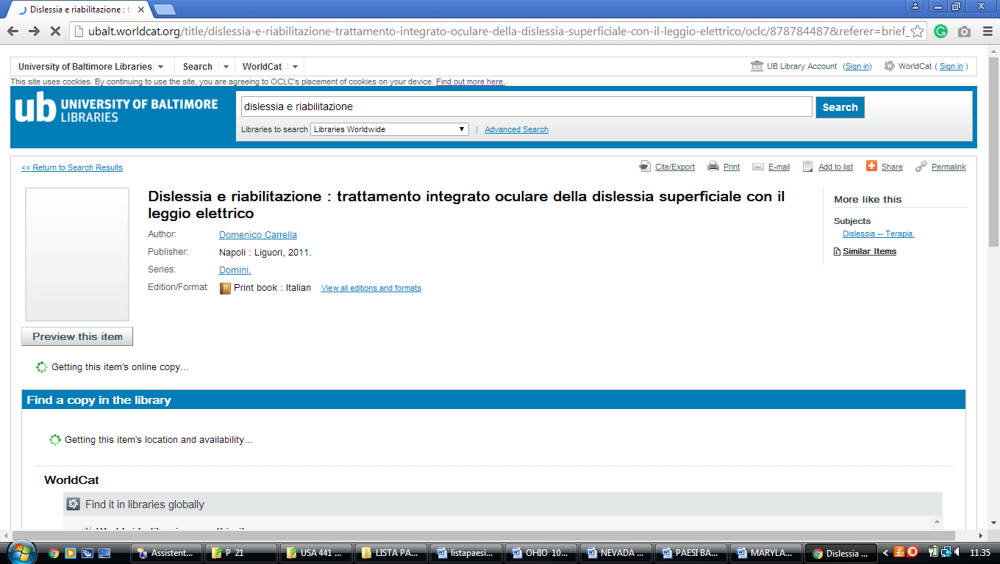 Dislessia e riabilitazione : t
ubalt.worldcat.org/title/dislessia-e-riabilitazione-trattamento-integrato-oculare-della-dislessia-superficiale-con-il-leggio-elettrico/oclc/878784487&referer=brief_
University of Baltimore Libraries Search WorldCat UB Library Account (Sign in) WorldCat ( Sign in )
This site uses cookies. By continuing to use the site, you are agreeing to OCLC's placement of cookies on your device. Find out more here..
ub UNIVERSITY OF BALTIMORE
LIBRARIES
dislessia e riabilitazione
Search
Libraries to search Libraries Worldwide | Advanced Search
<< Return to Search Results
Cite/Export Print E-mail Add to list Share Permalink
Dislessia e riabilitazione : trattamento integrato oculare della dislessia superficiale con il
leggio elettrico
Author: Domenico Carrella
Publisher: Napoli : Liguori, 2011.
Series: Domini.
Edition/Format: Print book : Italian View all editions and formats
More like this
Subjects
Dislessia -- Terapia.
Similar Items
Preview this item
Getting this item's online copy...
Find a copy in the library
Getting this item's location and availability...
WorldCat
Find it in libraries globally
Assistent... P 21 USA 441 ... LISTA PA... listapaesi... OHIO 10... NEVADA ... PAESI BA... MARYLA... Dislessia ... 11.35